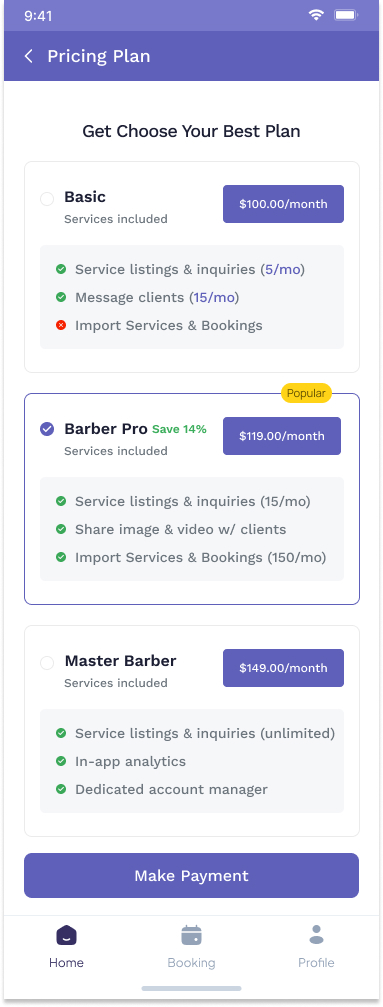 9:41
Pricing Plan
Get Choose Your Best Plan
Basic
$100.00/month
Services included
Service listings & inquiries (5/mo)
Message clients (15/mo)
Import Services & Bookings
Popular
Barber Pro Save 14%
$119.00/month
Services included
Service listings & inquiries (15/mo)
Share image & video w/ clients
Import Services & Bookings (150/mo)
Master Barber
$149.00/month
Services included
Service listings & inquiries (unlimited)
In-app analytics
Dedicated account manager
Make Payment
Home Booking Profile